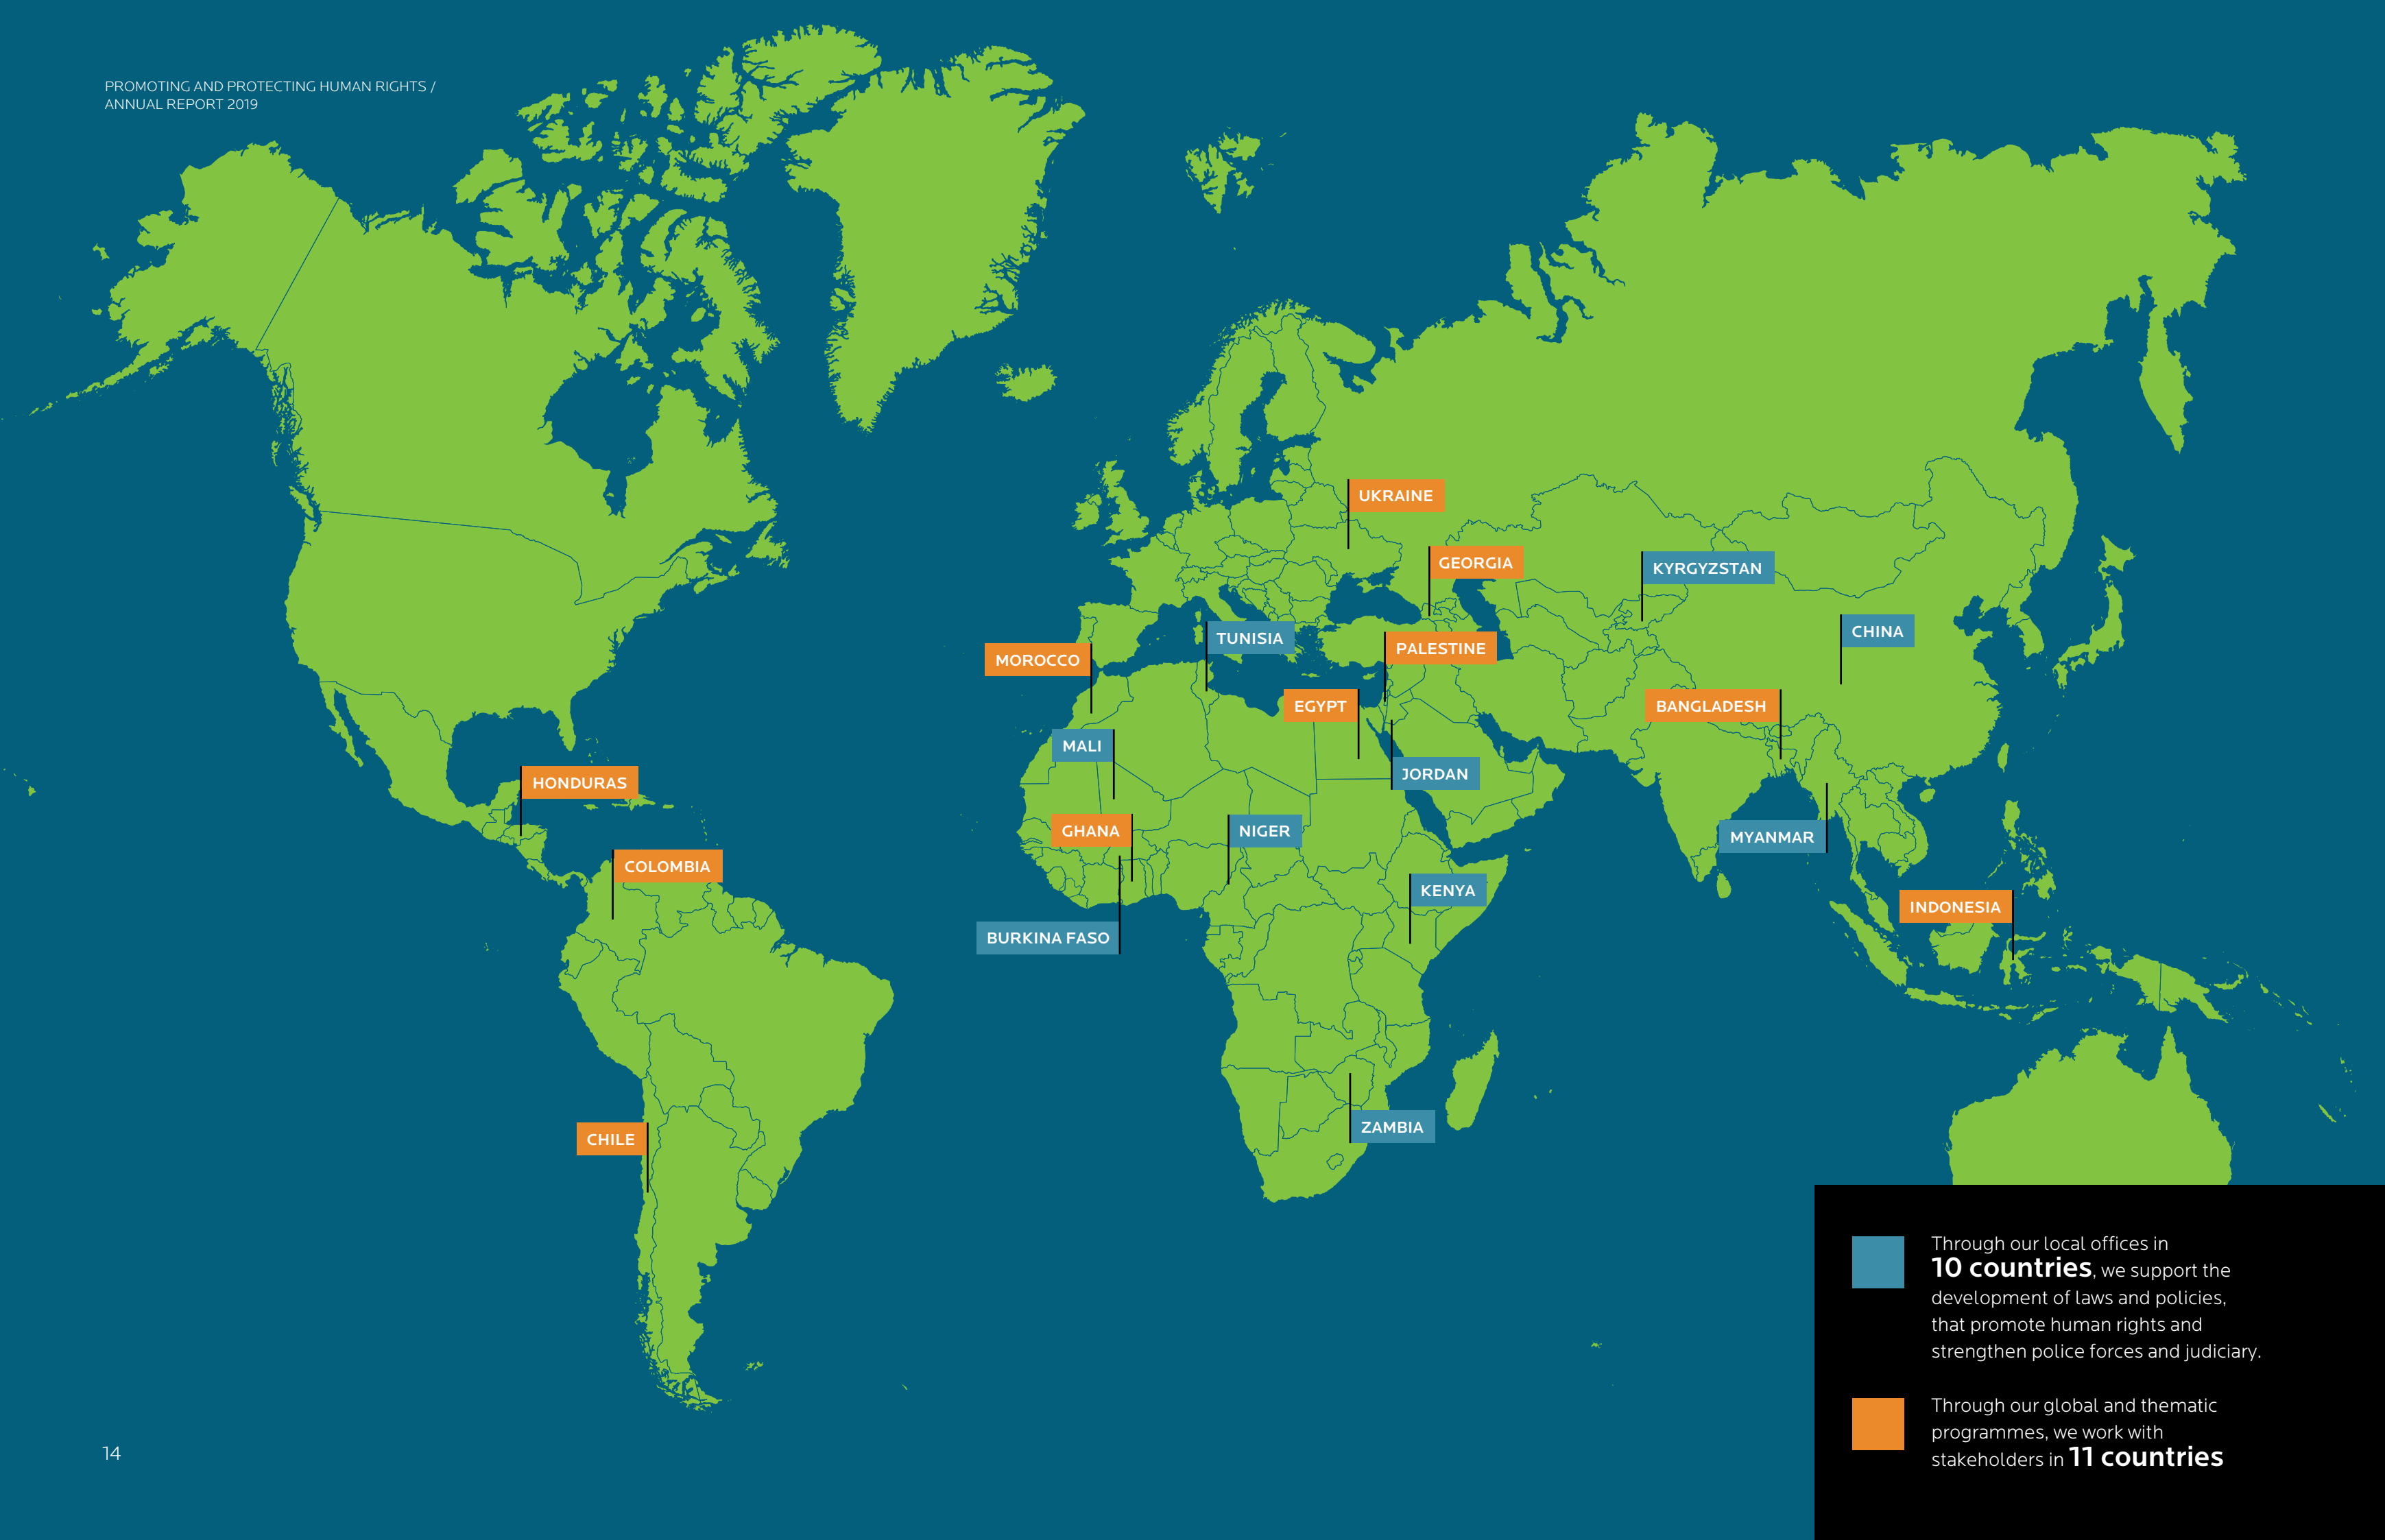 PROMOTING AND PROTECTING HUMAN RIGHTS /
ANNUAL REPORT 2019
UKRAINE
GEORGIA
KYRGYZSTAN
CHINA
TUNISIA
PALESTINE
MOROCCO
EGYPT
BANGLADESH
MALI
JORDAN
HONDURAS
GHANA
NIGER
MYANMAR
COLOMBIA
KENYA
INDONESIA
BURKINA FASO
ZAMBIA
CHILE
Through our local offices in
10 countries, we support the
development of laws and policies,
that promote human rights and
strengthen police forces and judiciary.
Through our global and thematic
programmes, we work with
stakeholders in 11 countries
14